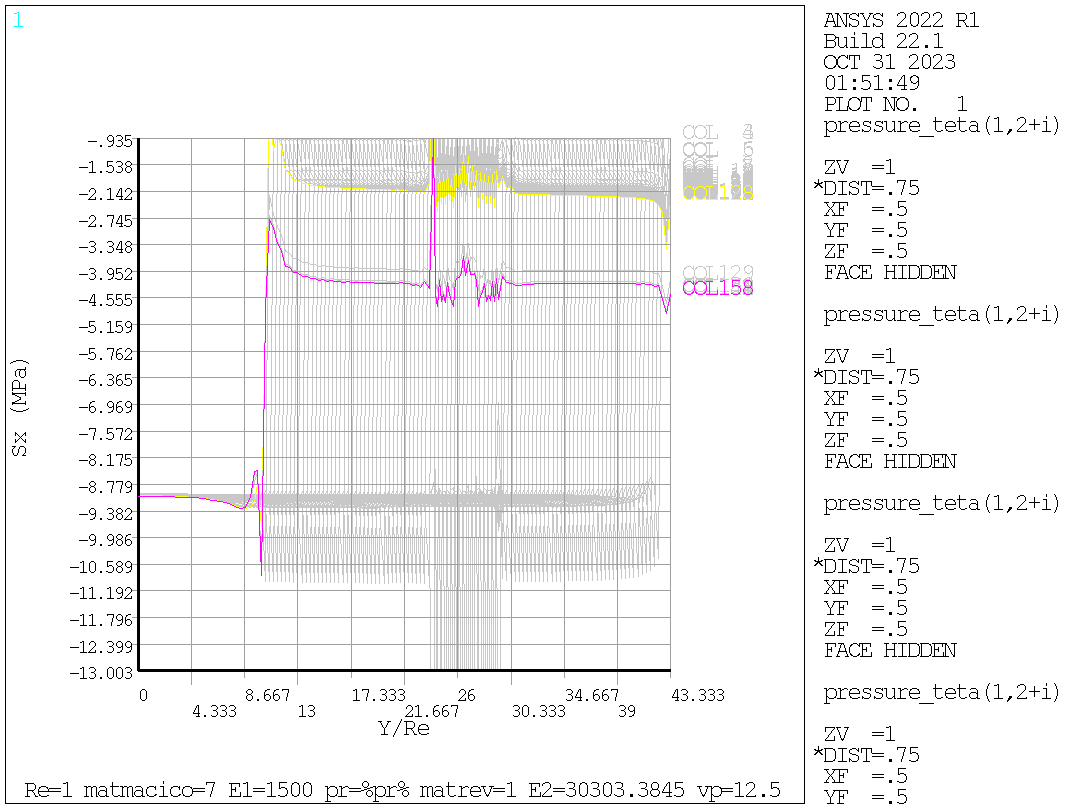 1
ANSYS 2022 R1
Build 22.1
OCT 31 2023
01:51:49
PLOT NO. 1
pressure_teta(1,2+i)
ZV =1
*DIST=.75
XF =.5
YF =.5
ZF =.5
FACE HIDDEN
pressure_teta(1,2+i)
ZV =1
*DIST=.75
XF =.5
YF =.5
ZF =.5
FACE HIDDEN
pressure_teta(1,2+i)
ZV =1
*DIST=.75
XF =.5
YF =.5
ZF =.5
FACE HIDDEN
pressure_teta(1,2+i)
ZV =1
*DIST=.75
XF =.5
YF =.5
COL
COL
COL129
COL158
Sx (MPa)
-.935
-1.538
-2.142
-2.745
-3.348
-3.952
-4.555
-5.159
-5.762
-6.365
-6.969
-7.572
-8.175
-8.779
-9.382
-9.986
-10.589
-11.192
-11.796
-12.399
-13.003
0 8.667 17.333 26 34.667 43.333
4.333 13 21.667 30.333 39
Y/Re
Re=1 matmacico=7 E1=1500 pr=%pr% matrev=1 E2=30303.3845 vp=12.5